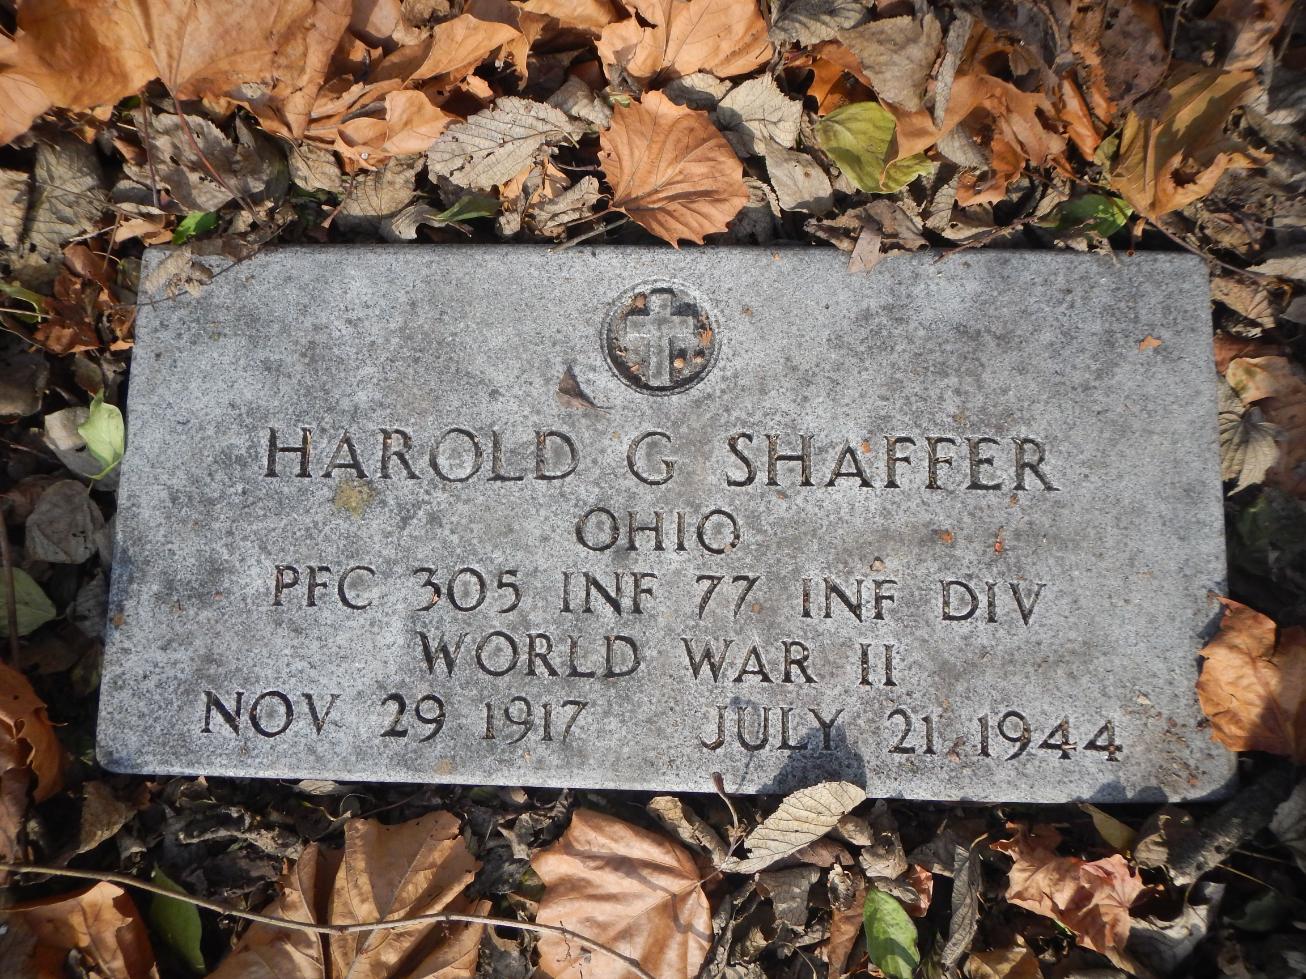 HAROLD G SHAFFER
OHIO
PFC 305 INF 77 INF DIV
WORLD WAR II
NOV 29 1917 JULY 21 1944